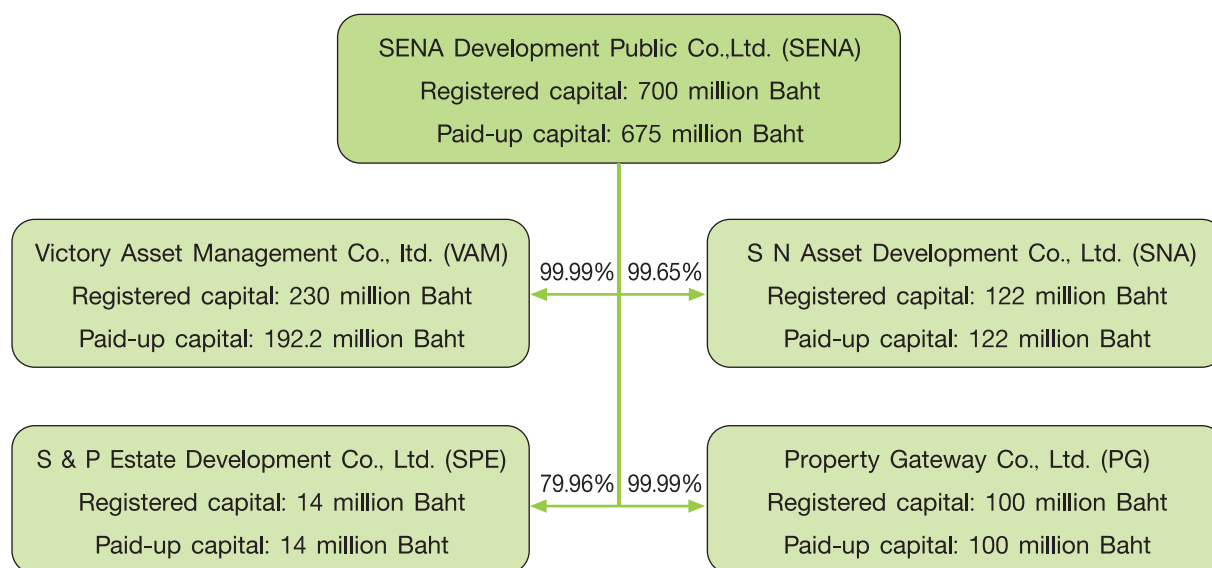 SENA Development Public Co.,Ltd. (SENA)
Registered capital: 700 million Baht
Paid-up capital: 675 million Baht
Victory Asset Management Co., ltd. (VAM)
Registered capital: 230 million Baht
Paid-up capital: 192.2 million Baht
99.99%
99.65%
S N Asset Development Co., Ltd. (SNA)
Registered capital: 122 million Baht
Paid-up capital: 122 million Baht
S & P Estate Development Co., Ltd. (SPE)
Registered capital: 14 million Baht
Paid-up capital: 14 million Baht
79.96%
99.99%
Property Gateway Co., Ltd. (PG)
Registered capital: 100 million Baht
Paid-up capital: 100 million Baht